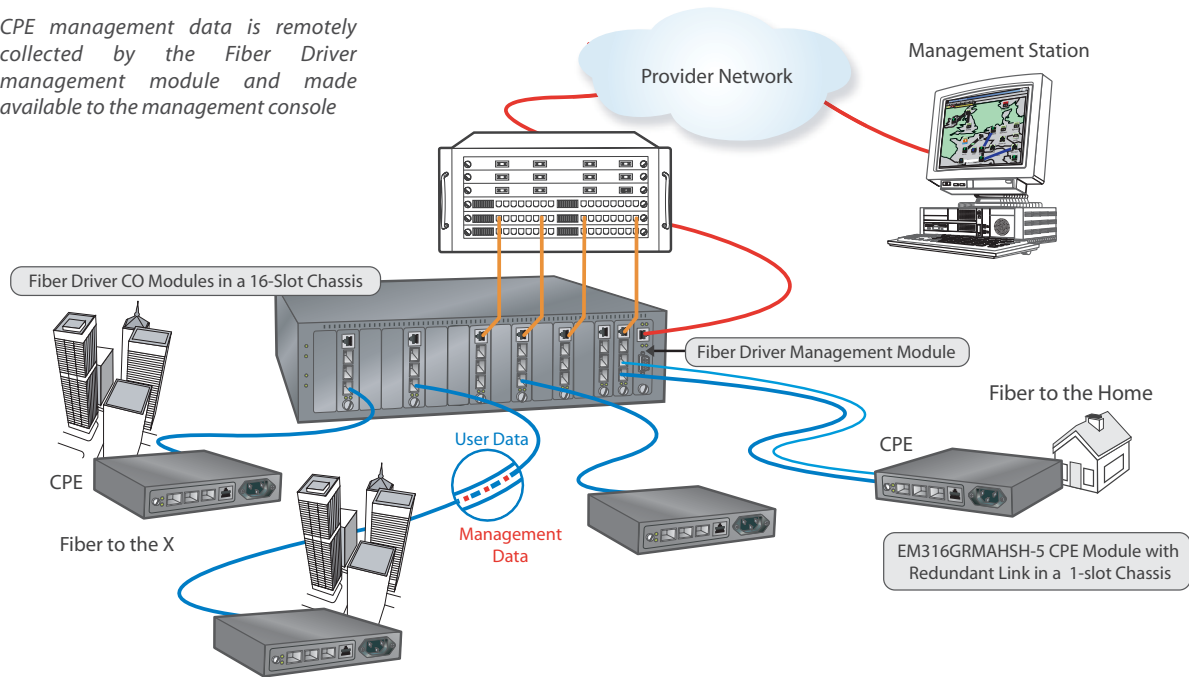 CPE management data is remotely
collected by the Fiber Driver
management module and made
available to the management console
Provider Network
Management Station
Fiber Driver CO Modules in a 16-Slot Chassis
Fiber Driver Management Module
Fiber to the Home
CPE
User Data
CPE
Management
Data
Fiber to the X
EM316GRMAHSH-5 CPE Module with
Redundant Link in a 1-slot Chassis